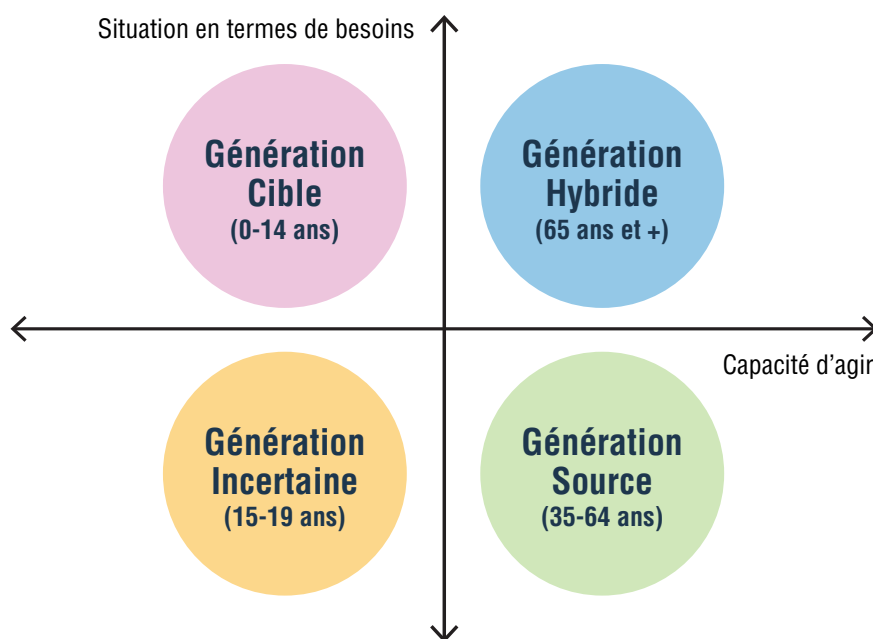 Situation en termes de besoins
Génération
Cible
(0-14 ans)
Génération
Hybride
(65 ans et +)
Capacité d'agir
Génération
Incertaine
(15-19 ans)
Génération
Source
(35-64 ans)